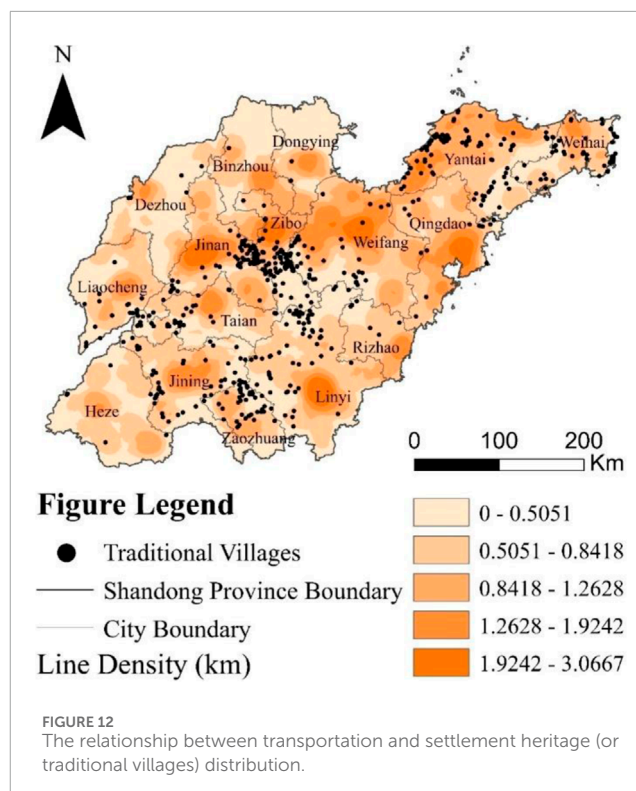 N
Dongying
Binzhou
Weihai
Yantai
Dezhou
Zibo
Qingdao
Jinan
Weifang
Liaocheng
Taian
Rizhao
Jining
Linyi
Heze
Zaozhuang
0 100 200
Km
Figure Legend
Traditional Villages
Shandong Province Boundary
City Boundary
Line Density (km)
0 - 0.5051
0.5051 - 0.8418
0.8418 - 1.2628
1.2628 - 1.9242
1.9242 - 3.0667
FIGURE 12
The relationship between transportation and settlement heritage (or
traditional villages) distribution.